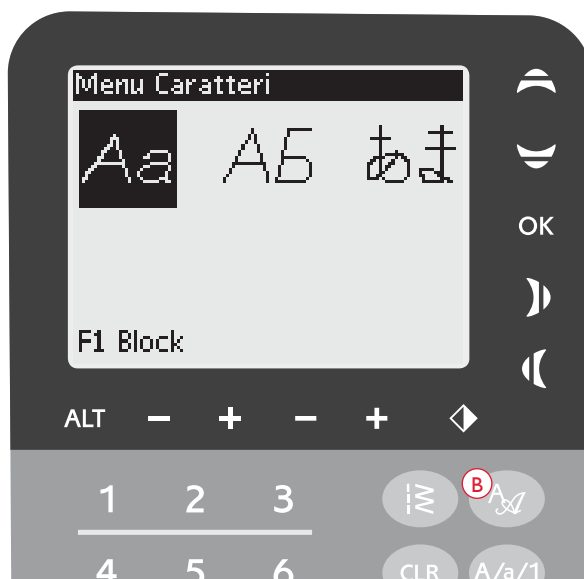 Menu Caratteri
Aa АБ あま
F1 Block
OK
ALT − + − +
1 2 3
B
A
4 5 6
CLR A/a/1